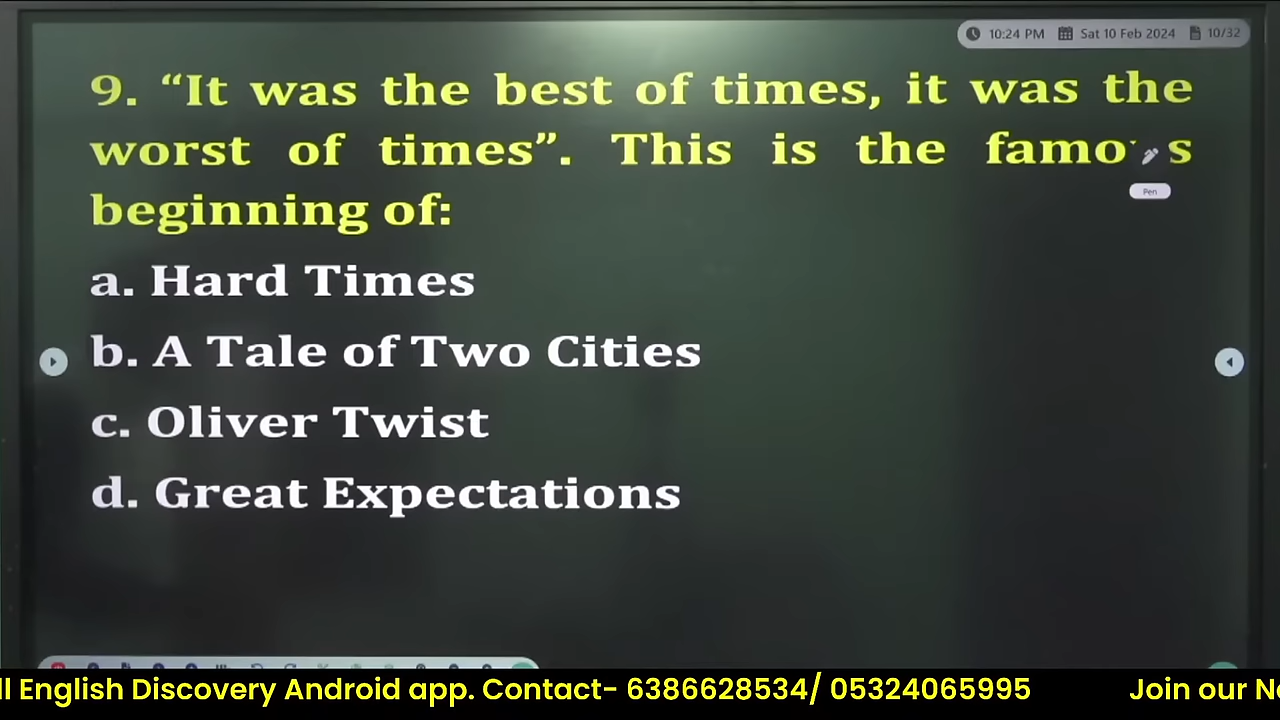 10:24 PM Sat 10 Feb 2024 10/32
9. “It was the best of times, it was the
worst of times”. This is the
Pen
beginning of:
a. Hard Times
b. A Tale of Two Cities
c. Oliver Twist
d. Great Expectations
English Discovery Android app. Contact- 6386628534/ 05324065995 Join our